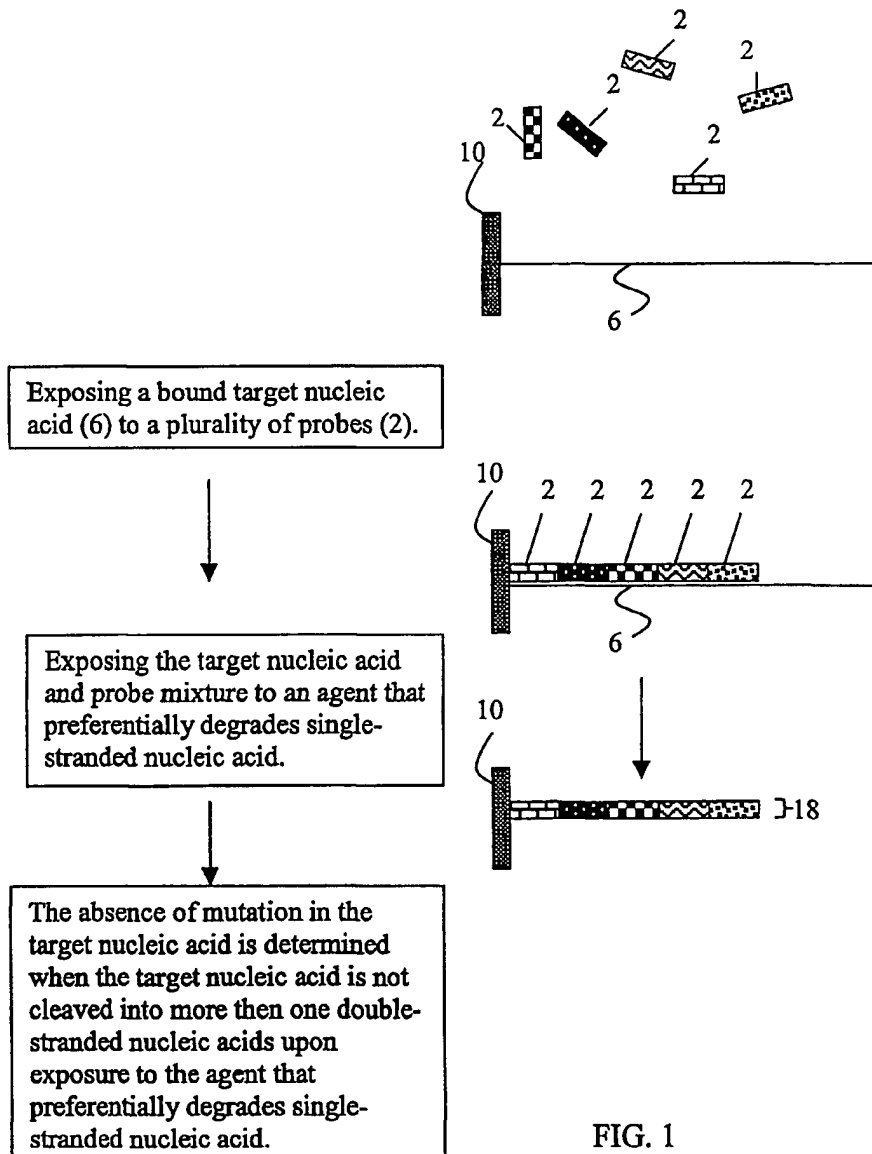 2
2
2
2
2
10
6
Exposing a bound target nucleic
acid (6) to a plurality of probes (2).
10
2 2 2 2 2
6
Exposing the target nucleic acid
and probe mixture to an agent that
preferentially degrades single-
stranded nucleic acid.
10
18
The absence of mutation in the
target nucleic acid is determined
when the target nucleic acid is not
cleaved into more then one double-
stranded nucleic acids upon
exposure to the agent that
preferentially degrades single-
stranded nucleic acid.
FIG. 1